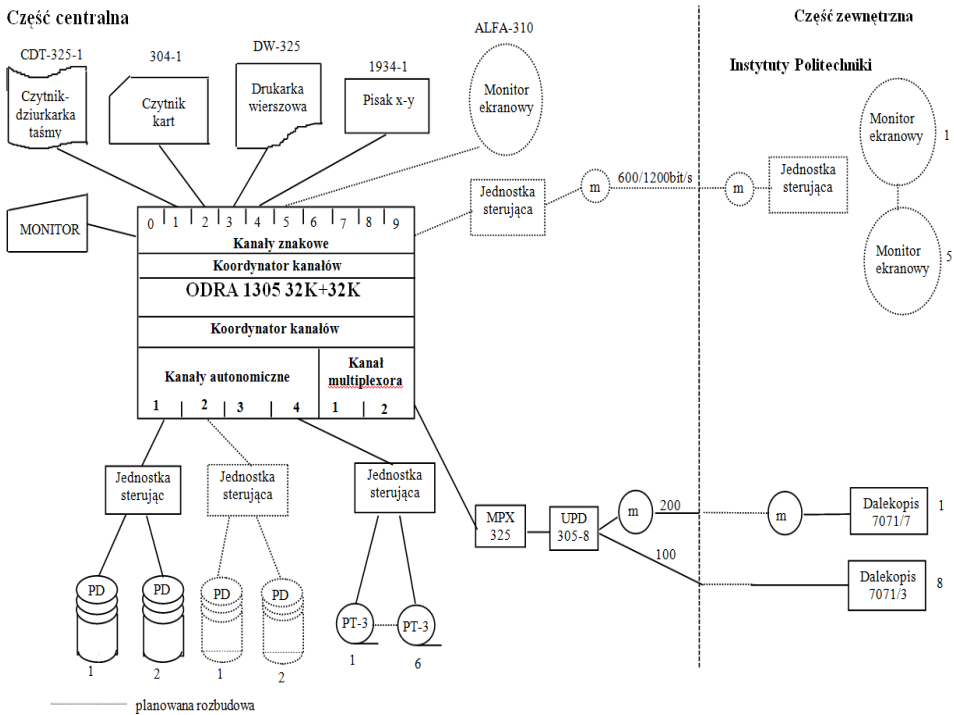 Część centralna
Część zewnętrzna
CDT-325-1
304-1
DW-325
1934-1
ALFA-310
Instytuty Politechniki
Czytnik-
dziurkarka
taśmy
Czytnik
kart
Drukarka
wierszowa
Pisak x-y
Monitor
ekranowy
Monitor
ekranowy
1
Jednostka
sterująca
m
600/1200bit/s
m
Jednostka
sterująca
MONITOR
0 1 2 3 4 5 6 7 8 9
Kanały znakowe
Koordynator kanałów
ODRA 1305 32K+32K
Koordynator kanałów
Monitor
ekranowy
5
Kanały autonomiczne
Kanał
multiplexora
1 2 3 4 1 2
Jednostka
sterując
Jednostka
sterująca
Jednostka
sterująca
MPX
325
UPD
305-8
m
200
m
Dalekopis
7071/7
1
100
Dalekopis
7071/3
8
PD
PD
PD
PD
PT-3
PT-3
1
2
1
2
1
6
planowana rozbudowa